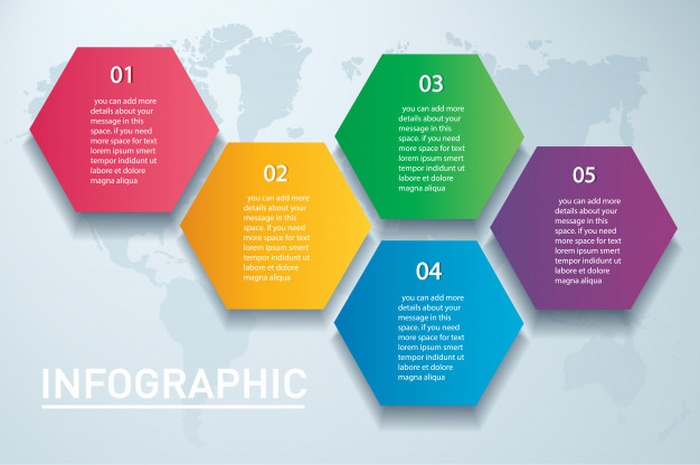 01
you can add more
details about your
message in this
space. if you need
more space for text
lorem ipsum smert
tempor indidunt ut
labore et dolore
magna aliqua
02
you can add more
details about your
message in this
space. if you need
more space for text
lorem ipsum smert
tempor indidunt ut
labore et dolore
magna aliqua
03
you can add more
details about your
message in this
space. if you need
more space for text
lorem ipsum smert
tempor indidunt ut
labore et dolore
magna aliqua
04
you can add more
details about your
message in this
space. if you need
more space for text
lorem ipsum smert
tempor indidunt ut
labore et dolore
magna aliqua
05
you can add more
details about your
message in this
space. if you need
more space for text
lorem ipsum smert
tempor indidunt ut
labore et dolore
magna aliqua
INFOGRAPHIC